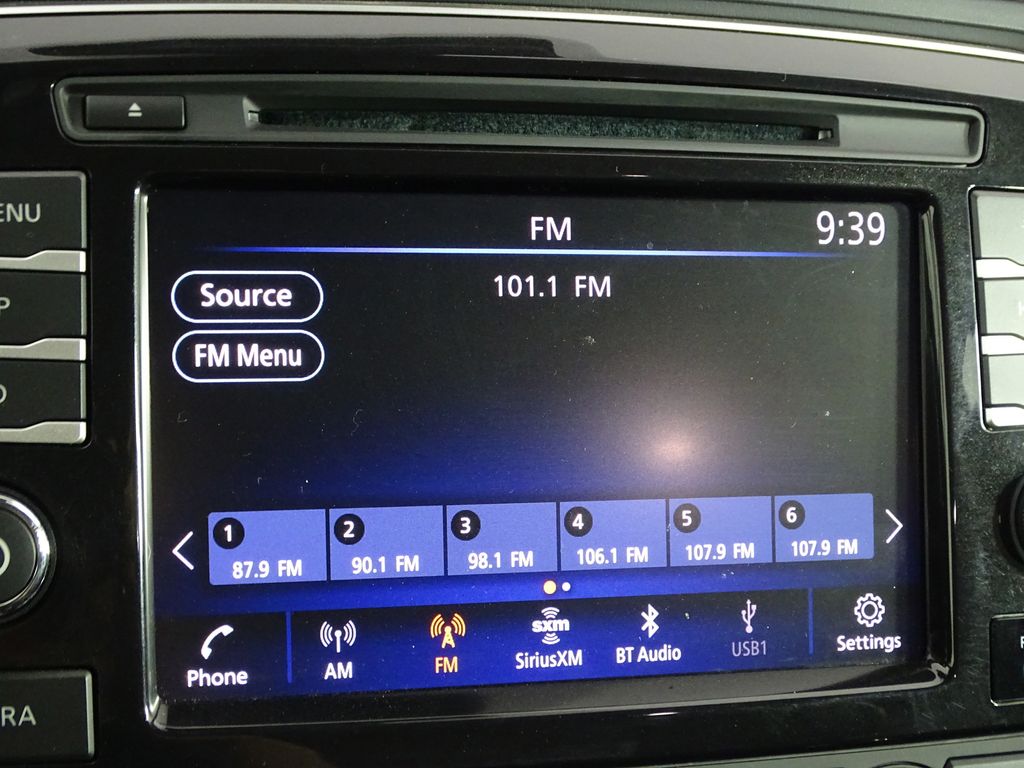 FM
9:39
ENU
Source
101.1 FM
FM Menu
P
1
2
3
4
5
6
87.9 FM
90.1 FM
98.1 FM
106.1 FM
107.9 FM
107.9 FM
Phone
AM
FM
sxm
SiriusXM
BT Audio
USB1
Settings
RA